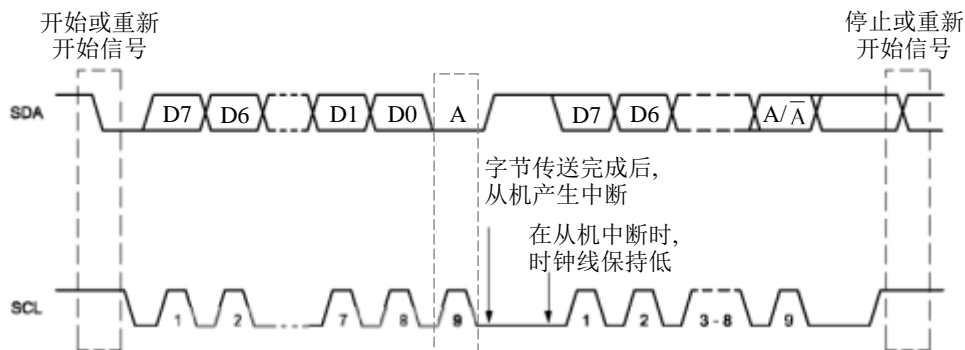 开始或重新
开始信号
停止或重新
开始信号
SDA
D7
D6
D1
D0
A
D7
D6
A/A̅
字节传送完成后,
从机产生中断
在从机中断时,
时钟线保持低
SCL
1
2
7
8
9
1
2
3-8
9